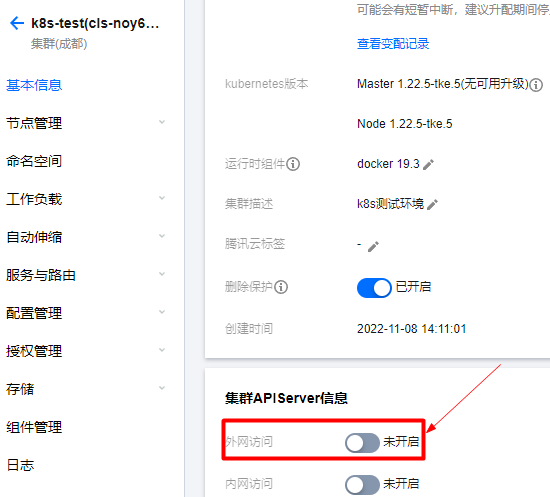 k8s-test(cls-noy6...
集群(成都)
基本信息
节点管理
命名空间
工作负载
自动伸缩
服务与路由
配置管理
授权管理
存储
组件管理
日志
可能会有短暂中断，建议升配期间停
查看变配记录
kubernetes版本 Master 1.22.5-tke.5(无可用升级)
Node 1.22.5-tke.5
运行时组件 docker 19.3
集群描述 k8s测试环境
腾讯云标签 -
删除保护 已开启
创建时间 2022-11-08 14:11:01
集群APIServer信息
外网访问 未开启
内网访问 未开启